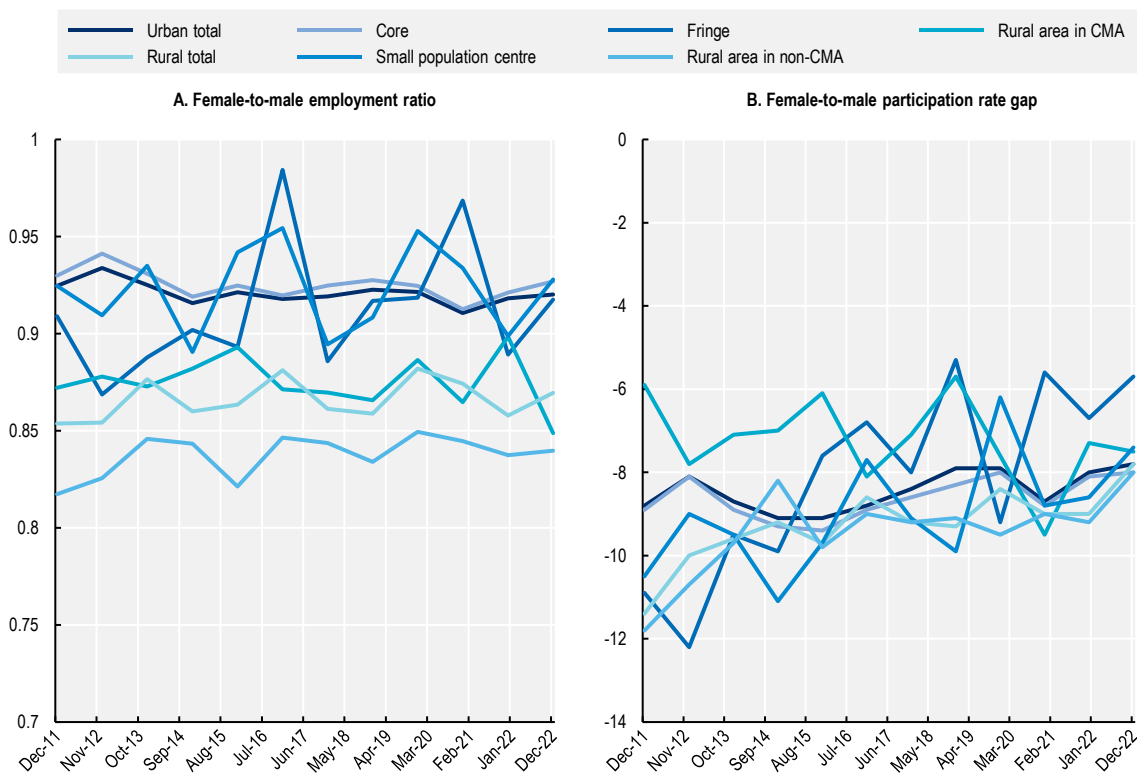 Urban total Core Fringe Rural area in CMA
Rural total Small population centre Rural area in non-CMA
A. Female-to-male employment ratio
1
0.95
0.9
0.85
0.8
0.75
0.7
Dec-11 Nov-12 Oct-13 Sep-14 Aug-15 Jul-16 Jun-17 May-18 Apr-19 Mar-20 Feb-21 Jan-22 Dec-22
B. Female-to-male participation rate gap
0
-2
-4
-6
-8
-10
-12
-14
Dec-11 Nov-12 Oct-13 Sep-14 Aug-15 Jul-16 Jun-17 May-18 Apr-19 Mar-20 Feb-21 Jan-22 Dec-22